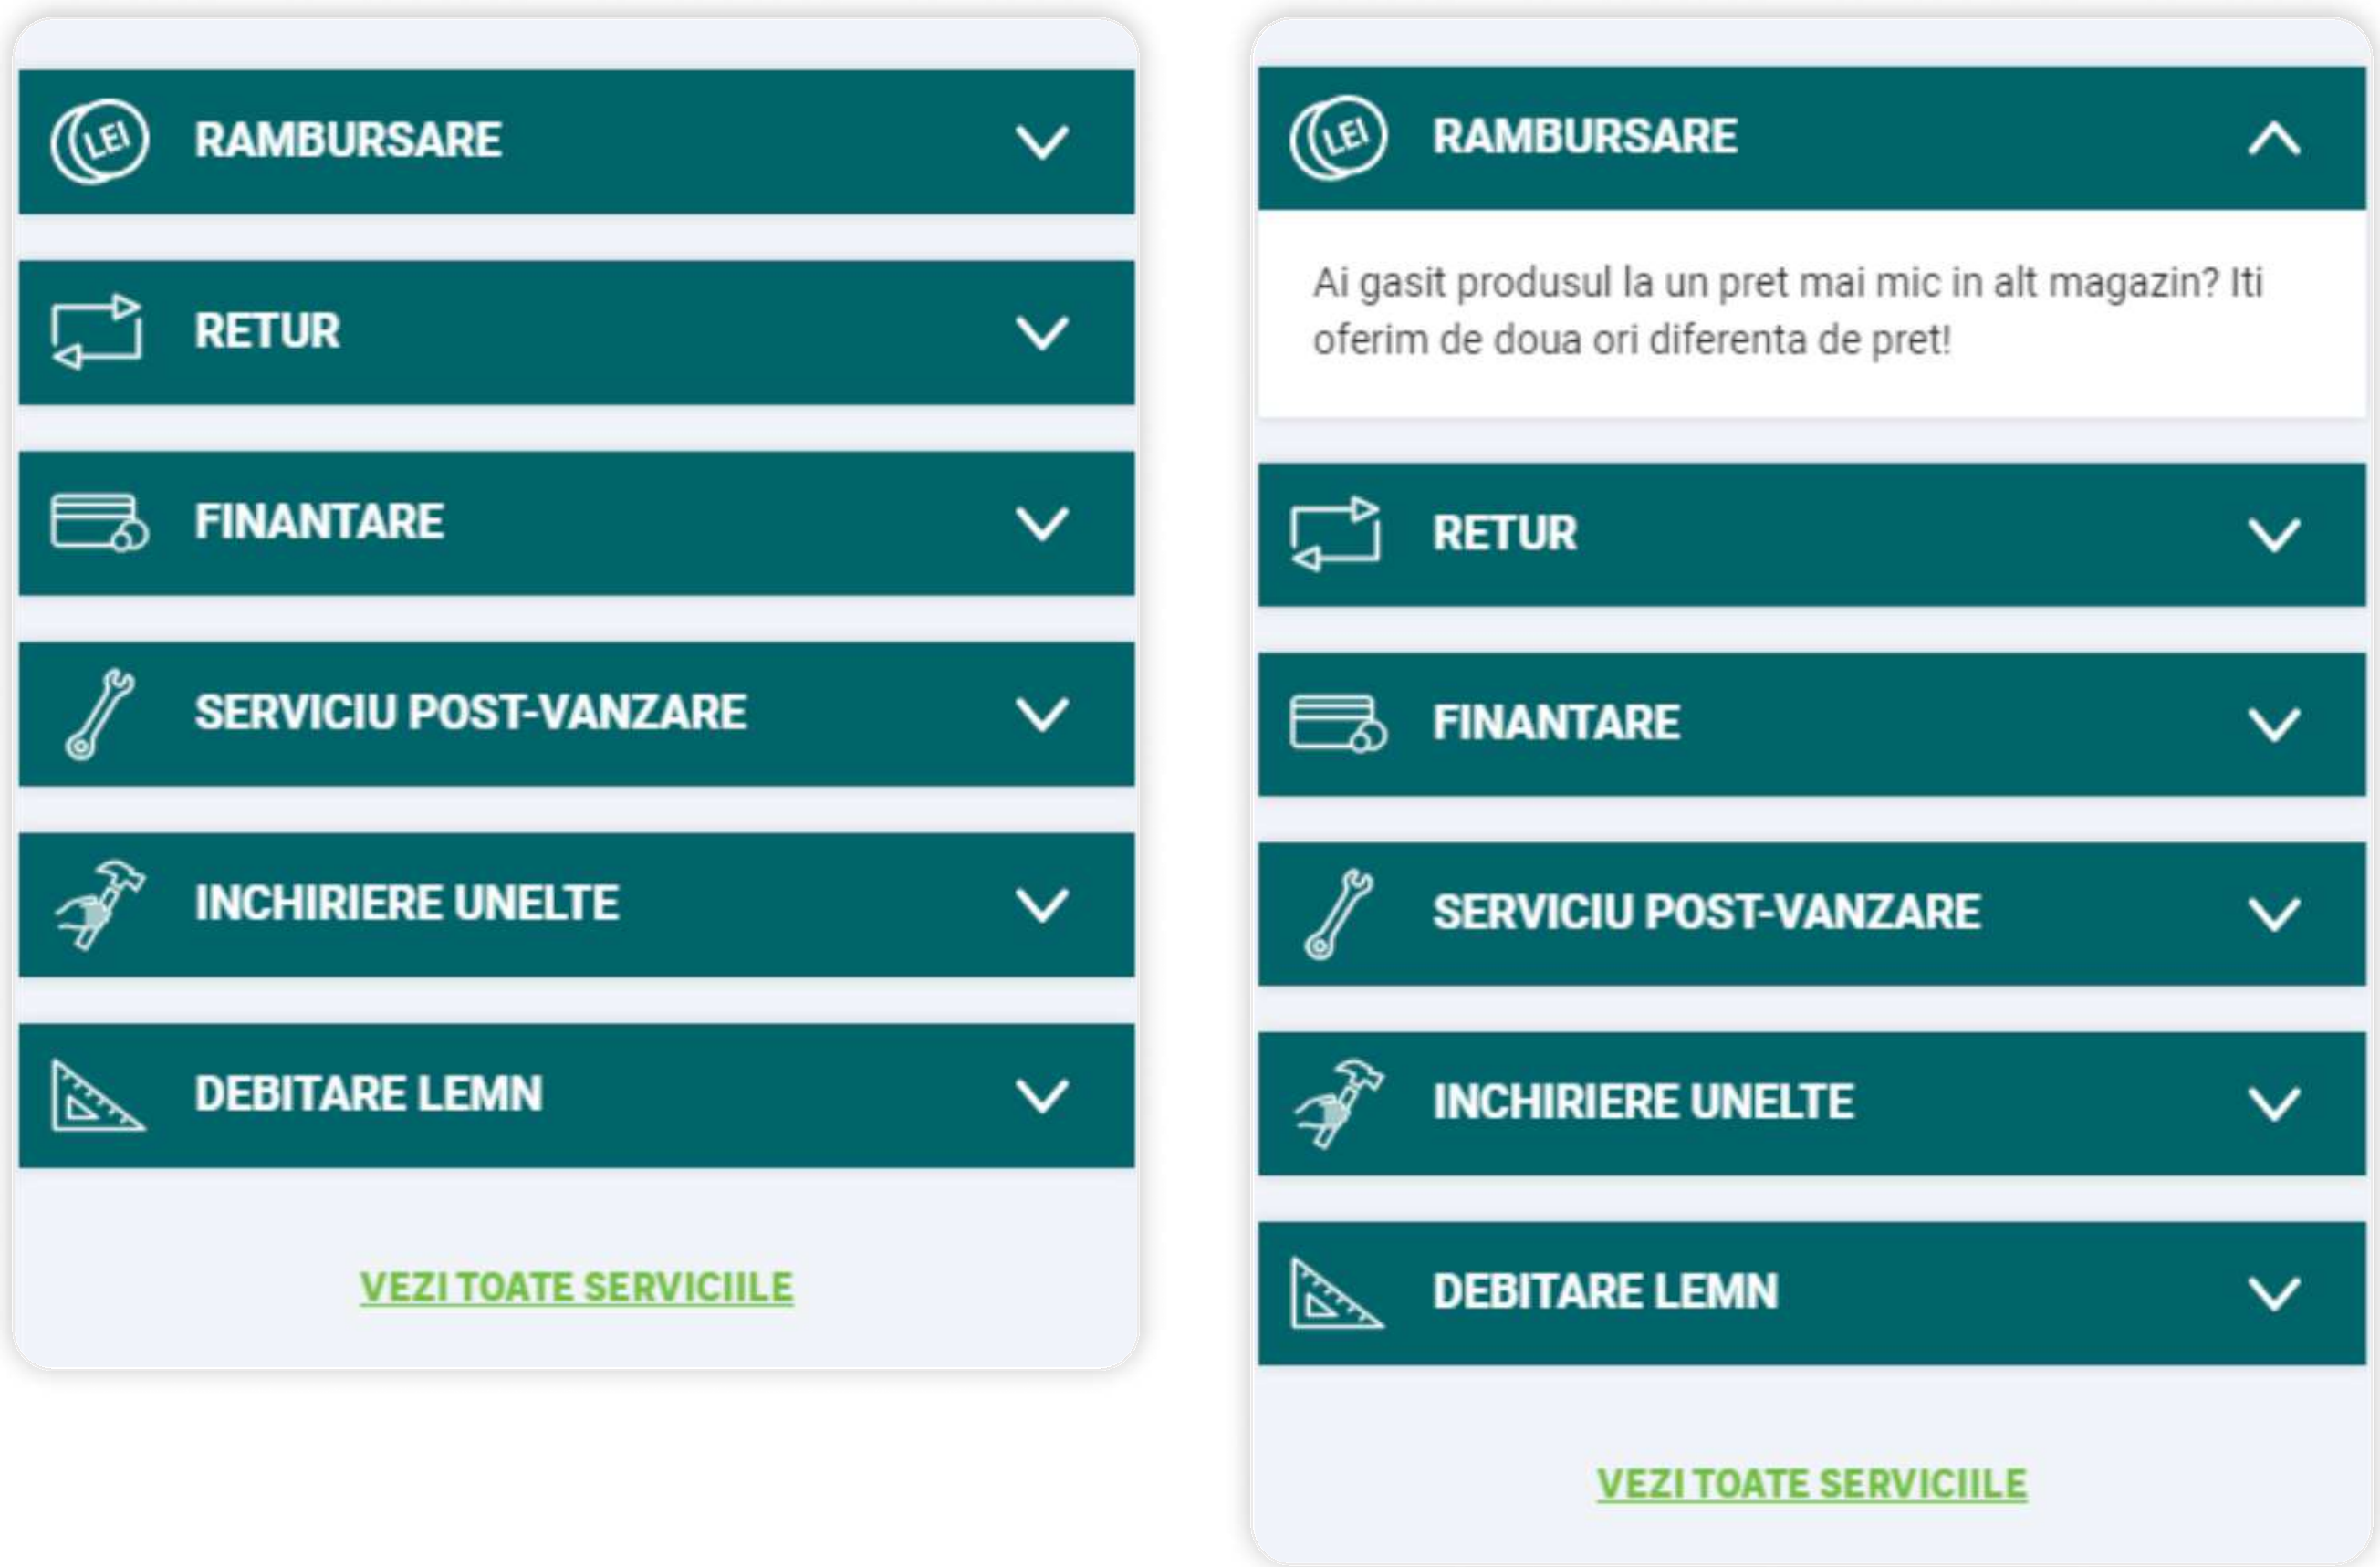 LEI RAMBURSARE
RETUR
FINANTARE
SERVICIU POST-VANZARE
INCHIRIERE UNELTE
DEBITARE LEMN
VEZI TOATE SERVICIILE
LEI RAMBURSARE
Ai gasit produsul la un pret mai mic in alt magazin? Iti
oferim de doua ori diferenta de pret!
RETUR
FINANTARE
SERVICIU POST-VANZARE
INCHIRIERE UNELTE
DEBITARE LEMN
VEZI TOATE SERVICIILE